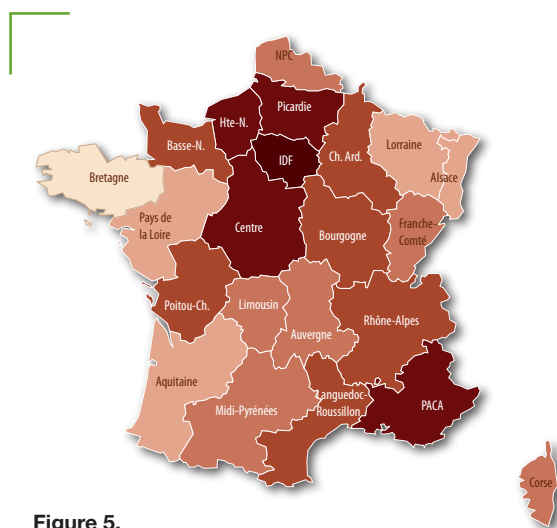 NPC
Picardie
Hte-N.
Basse-N.
IDF
Ch. Ard.
Lorraine
Alsace
Bretagne
Pays de
la Loire
Centre
Bourgogne
Franche-
Comté
Poitou-Ch.
Limousin
Auvergne
Rhône-Alpes
Aquitaine
Midi-Pyrénées
Languedoc-
Roussillon
PACA
Corse
Figure 5.